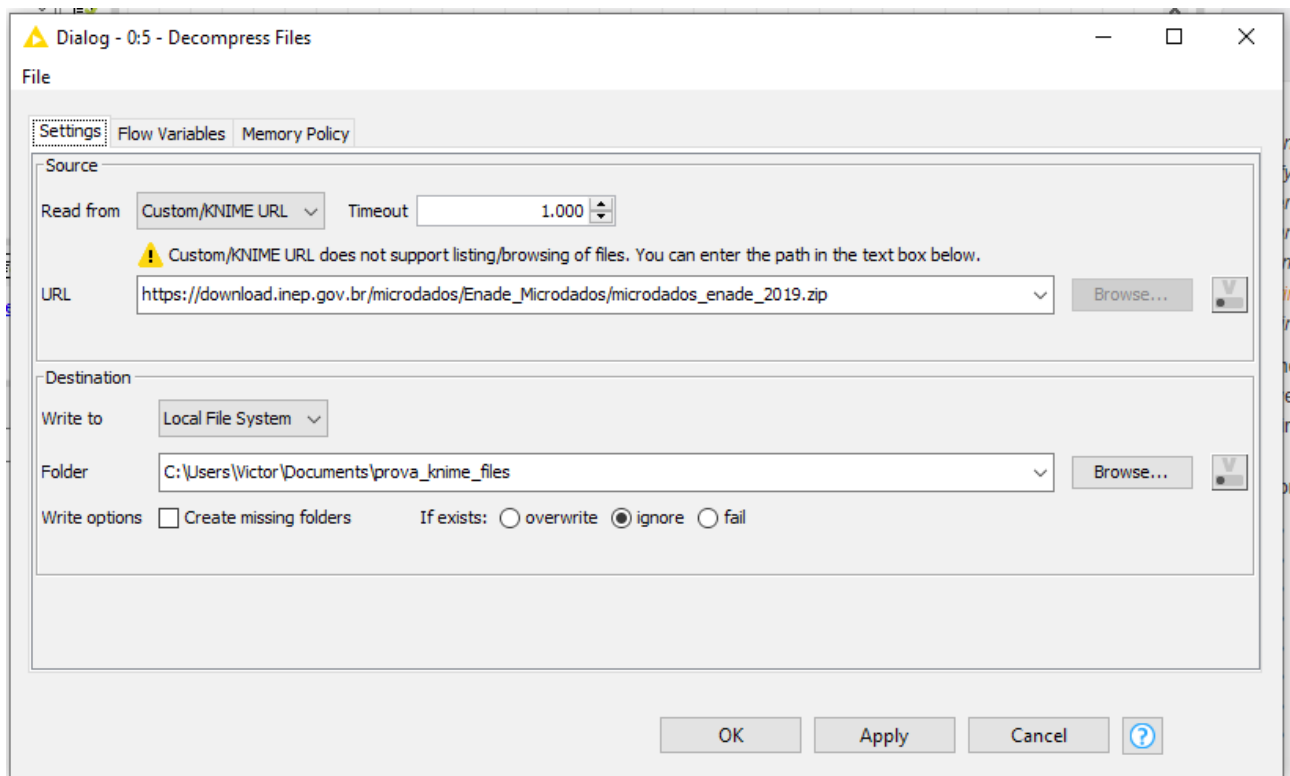 Dialog - 0:5 - Decompress Files
File
Settings Flow Variables Memory Policy
Source
Read from Custom/KNIME URL Timeout 1.000
Custom/KNIME URL does not support listing/browsing of files. You can enter the path in the text box below.
URL https://download.inep.gov.br/microdados/Enade_Microdados/microdados_enade_2019.zip Browse... V
Destination
Write to Local File System
Folder C:\Users\Victor\Documents\prova_knime_files Browse... V
Write options Create missing folders If exists: overwrite ignore fail
OK Apply Cancel ?